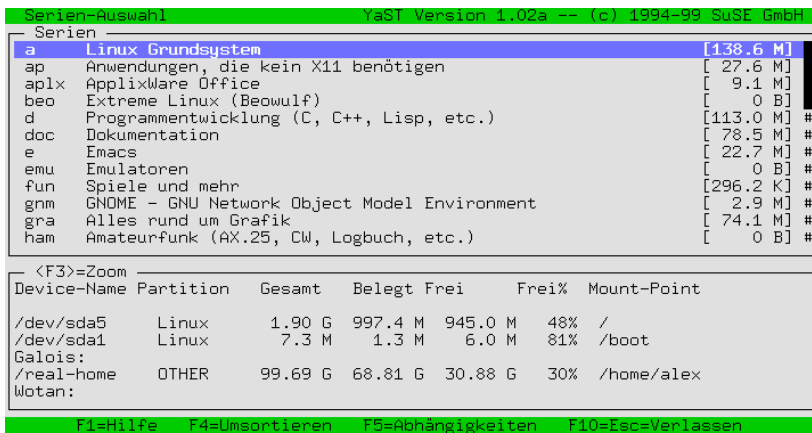 Serien-Auswahl YaST Version 1.02a -- (c) 1994-99 SuSE GmbH
Serien
a Linux Grundsystem [138.6 M]
ap Anwendungen, die kein X11 benötigen [ 27.6 M]
aplx ApplixWare Office [ 9.1 M]
beo Extreme Linux (Beowulf) [ 0 B]
d Programmentwicklung (C, C++, Lisp, etc.) [113.0 M] #
doc Dokumentation [ 78.5 M] #
e Emacs [ 22.7 M] #
emu Emulatoren [ 0 B] #
fun Spiele und mehr [296.2 K] #
gnm GNOME - GNU Network Object Model Environment [ 2.9 M] #
gra Alles rund um Grafik [ 74.1 M] #
ham Amateurfunk (AX.25, CW, Logbuch, etc.) [ 0 B] #
<F3>=Zoom
Device-Name Partition Gesamt Belegt Frei Frei% Mount-Point
/dev/sda5 Linux 1.90 G 997.4 M 945.0 M 48% /
/dev/sda1 Linux 7.3 M 1.3 M 6.0 M 81% /boot
Galois:
/real-home OTHER 99.69 G 68.81 G 30.88 G 30% /home/alex
Wotan:
F1=Hilfe F4=Umsortieren F5=Abhängigkeiten F10=Esc=Verlassen